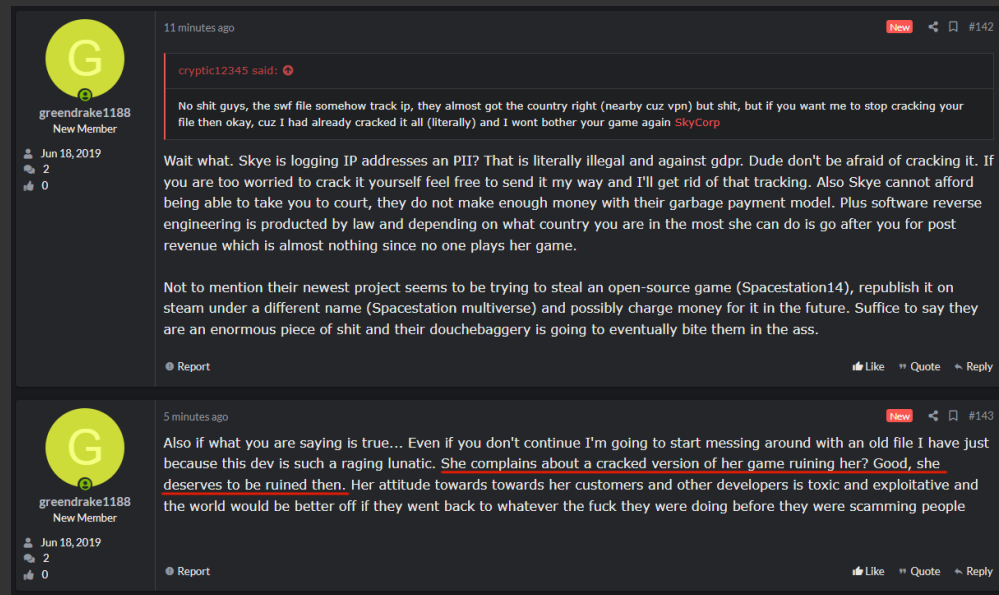 11 minutes ago
New
#142
G
greendrake1188
New Member
Jun 18, 2019
2
0
cryptic12345 said:
No shit guys, the swf file somehow track ip, they almost got the country right (nearby cuz vpn) but shit, but if you want me to stop cracking your
file then okay, cuz I had already cracked it all (literally) and I wont bother your game again SkyCorp
Wait what. Skye is logging IP addresses an PII? That is literally illegal and against gdpr. Dude don't be afraid of cracking it. If
you are too worried to crack it yourself feel free to send it my way and I'll get rid of that tracking. Also Skye cannot afford
being able to take you to court, they do not make enough money with their garbage payment model. Plus software reverse
engineering is producted by law and depending on what country you are in the most she can do is go after you for post
revenue which is almost nothing since no one plays her game.
Not to mention their newest project seems to be trying to steal an open-source game (Spacestation14), republish it on
steam under a different name (Spacestation multiverse) and possibly charge money for it in the future. Suffice to say they
are an enormous piece of shit and their douchebaggery is going to eventually bite them in the ass.
Report
Like
Quote
Reply
5 minutes ago
New
#143
G
greendrake1188
New Member
Jun 18, 2019
2
0
Also if what you are saying is true... Even if you don't continue I'm going to start messing around with an old file I have just
because this dev is such a raging lunatic. She complains about a cracked version of her game ruining her? Good, she
deserves to be ruined then. Her attitude towards towards her customers and other developers is toxic and exploitative and
the world would be better off if they went back to whatever the fuck they were doing before they were scamming people
Report
Like
Quote
Reply